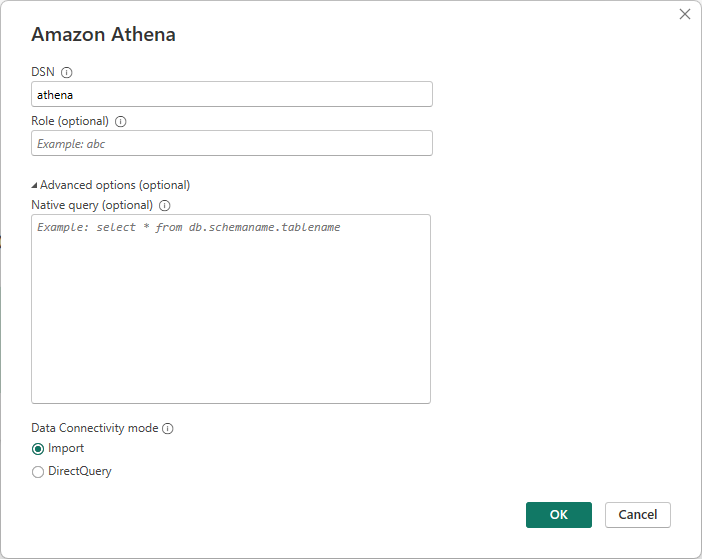 Amazon Athena
DSN
athena
Role (optional)
Example: abc
Advanced options (optional)
Native query (optional)
Example: select * from db.schemaname.tablename
Data Connectivity mode
Import
DirectQuery
OK Cancel